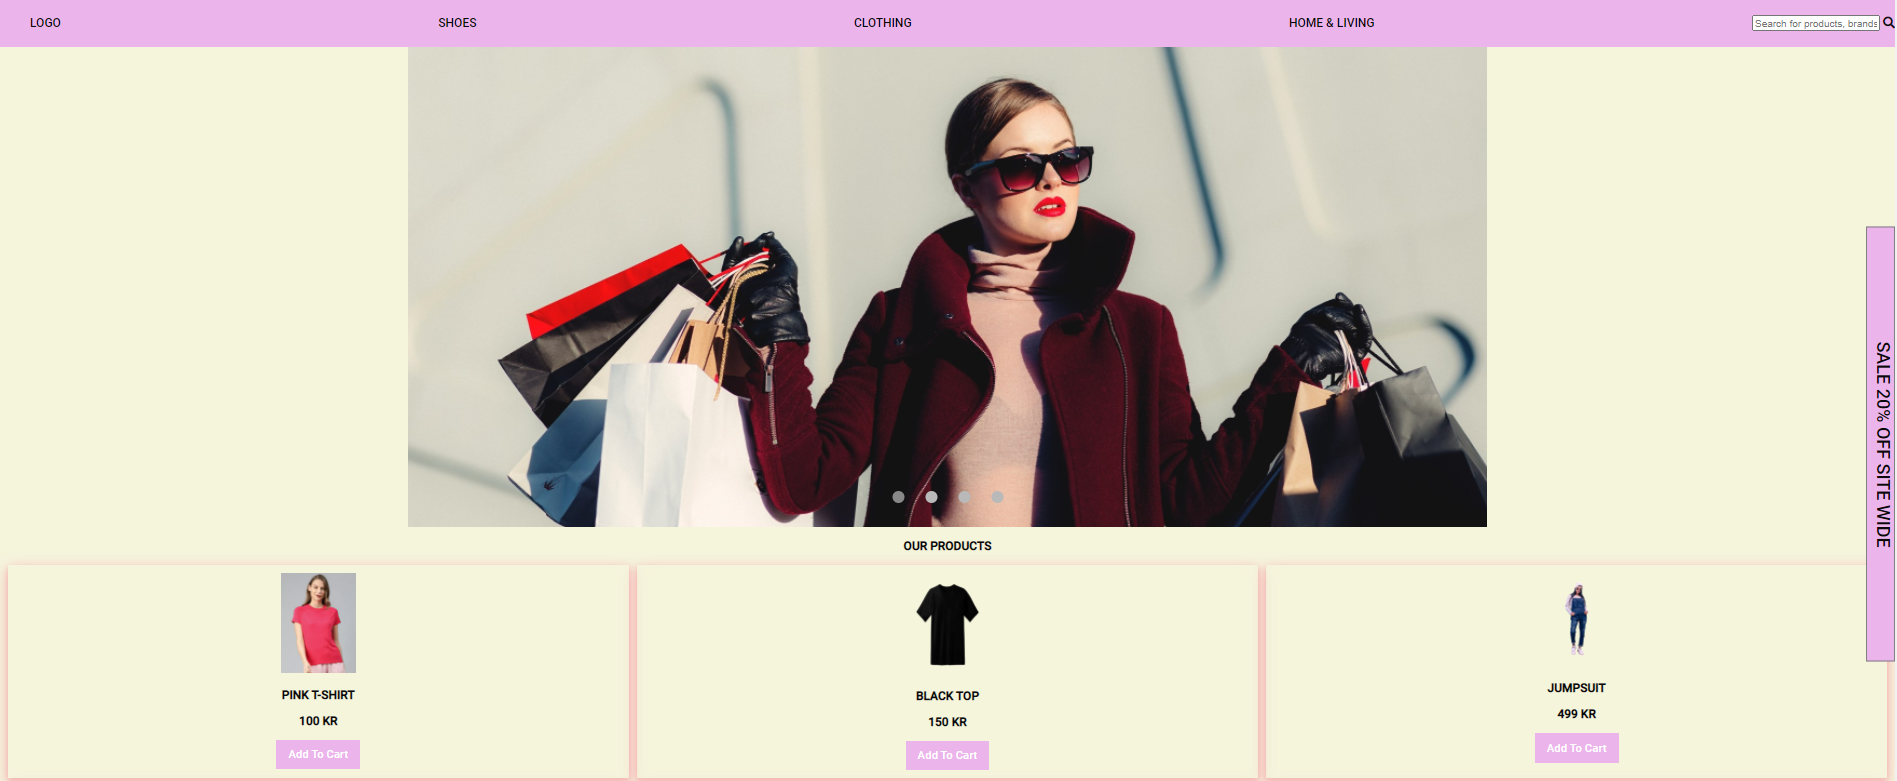 LOGO
SHOES
CLOTHING
HOME & LIVING
Search for products, brands
SALE 20% OFF SITE WIDE
OUR PRODUCTS
PINK T-SHIRT
100 KR
Add To Cart
BLACK TOP
150 KR
Add To Cart
JUMPSUIT
499 KR
Add To Cart